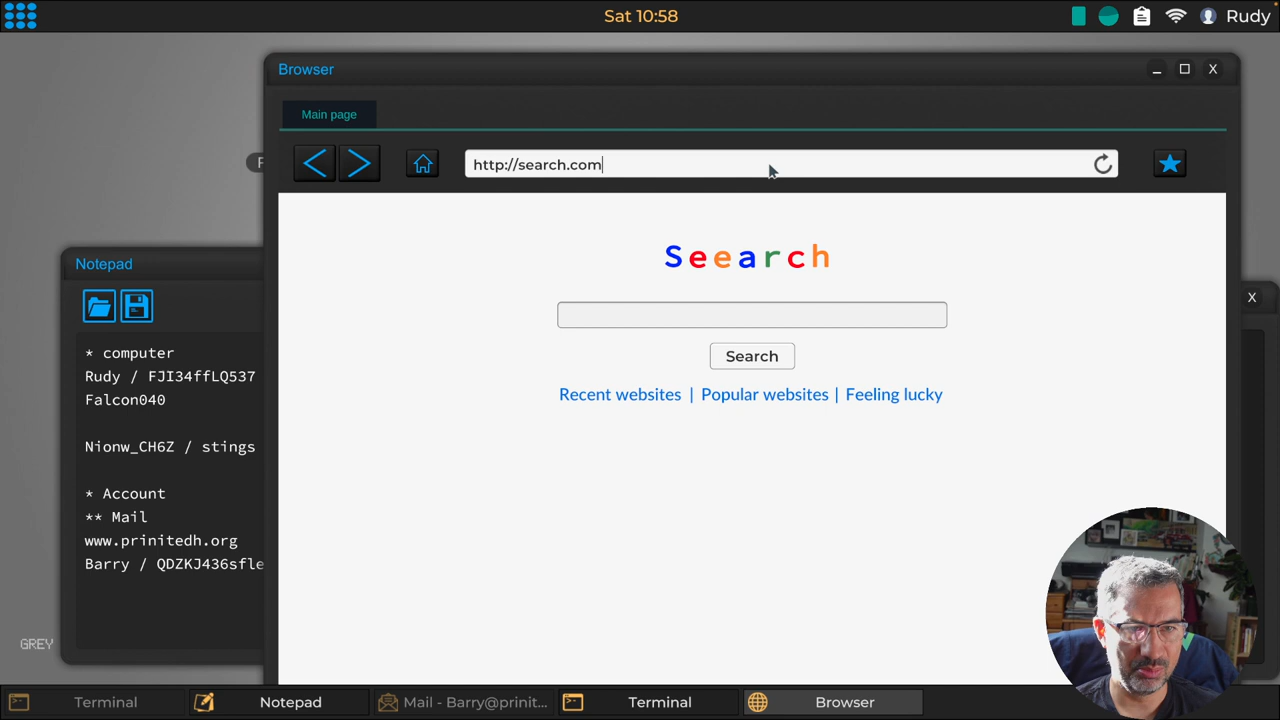 Sat 10:58
Rudy
Browser
X
Main page
http://search.com
Seearch
Search
Recent websites | Popular websites | Feeling lucky
Notepad
X
* computer
Rudy / FJI34ffLQ537
Falcon040
Nionw_CH6Z / stings
* Account
** Mail
www.prinitedh.org
Barry / QDZKJ436sfle
GREY
Terminal
Notepad
Mail - Barry@prinit...
Terminal
Browser